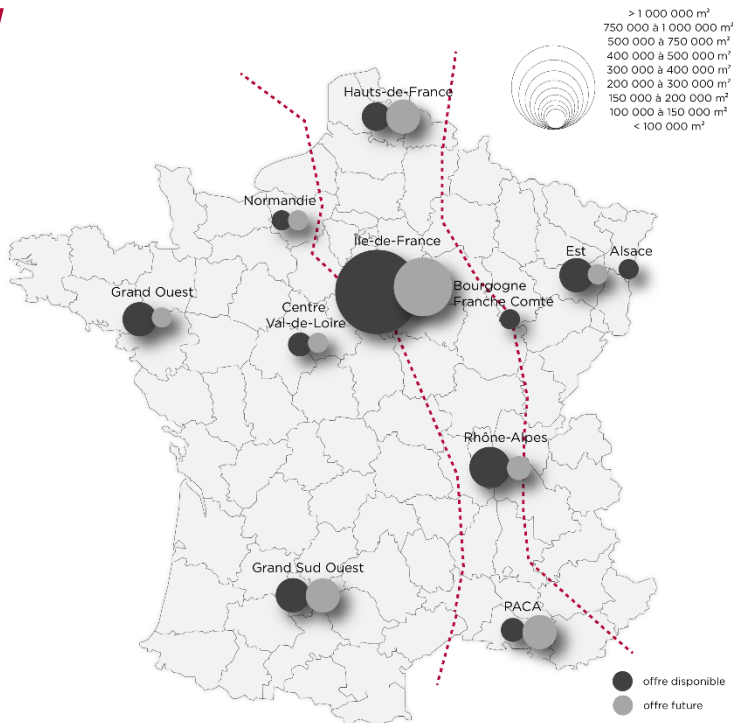 > 1 000 000 m²
750 000 à 1 000 000 m²
500 000 à 750 000 m²
400 000 à 500 000 m²
300 000 à 400 000 m²
200 000 à 300 000 m²
150 000 à 200 000 m²
100 000 à 150 000 m²
< 100 000 m²
Hauts-de-France
Normandie
Île-de-France
Est
Alsace
Grand Ouest
Bourgogne
Franche Comté
Centre
Val-de-Loire
Rhône-Alpes
Grand Sud Ouest
PACA
offre disponible
offre future